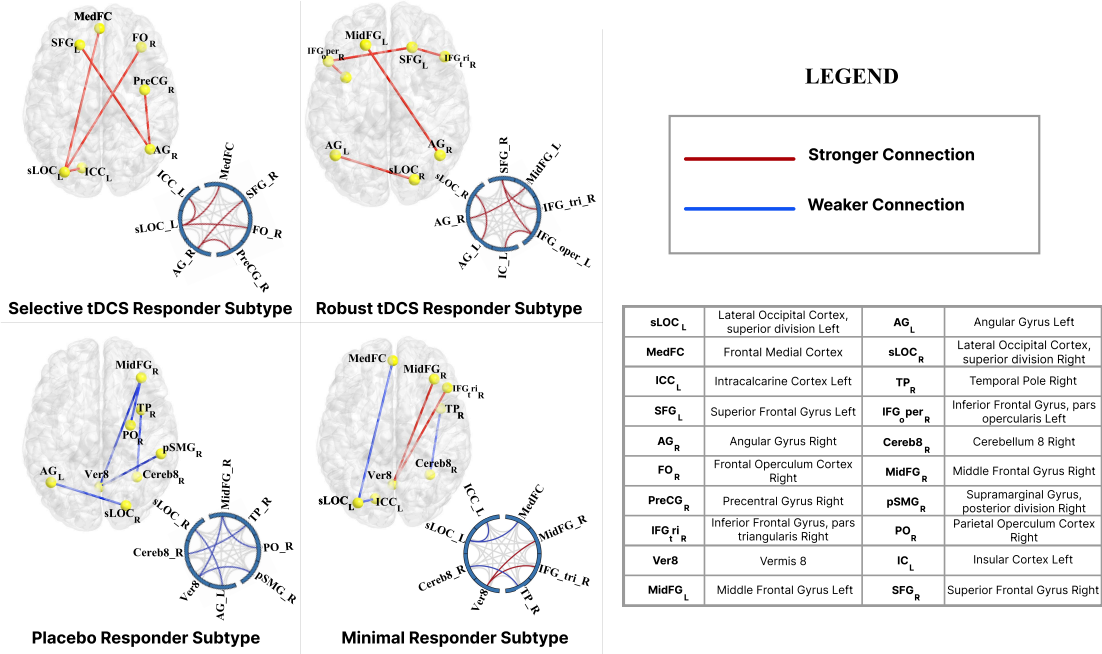 MedFC
SFG L
FO R
PreCG R
AG R
sLOC L
ICC L
MedFC
ICC_L
SFG_R
sLOC_L
FO_R
AG_R
PreCG_R
Selective tDCS Responder Subtype
MidFG L
IFG o per R
SFG L
IFG t ri R
AG L
AG R
sLOC R
SFG_R
MidFG_L
sLOC_R
IFG_tri_R
AG_R
IFG_oper_L
AG_L
IC_L
Robust tDCS Responder Subtype
MidFG R
TP R
PO R
pSMG R
AG L
Ver8
Cereb8 R
sLOC R
MidFG_R
sLOC_R
TP_R
Cereb8_R
PO_R
pSMG_R
Ver8
AG_L
Placebo Responder Subtype
MedFC
MidFG R
IFG t ri R
TP R
Cereb8 R
Ver8
sLOC L
ICC L
ICC_L
MedFC
sLOC_L
MidFG_R
Cereb8_R
IFG_tri_R
Ver8
TP_R
Minimal Responder Subtype
LEGEND
Stronger Connection
Weaker Connection
sLOC L
Lateral Occipital Cortex,
superior division Left
AG L
Angular Gyrus Left
MedFC
Frontal Medial Cortex
sLOC R
Lateral Occipital Cortex,
superior division Right
ICC L
Intracalcarine Cortex Left
TP R
Temporal Pole Right
SFG L
Superior Frontal Gyrus Left
IFG o per R
Inferior Frontal Gyrus, pars
opercularis Left
AG R
Angular Gyrus Right
Cereb8 R
Cerebellum 8 Right
FO R
Frontal Operculum Cortex
Right
MidFG R
Middle Frontal Gyrus Right
PreCG R
Precentral Gyrus Right
pSMG R
Supramarginal Gyrus,
posterior division Right
IFG t ri R
Inferior Frontal Gyrus, pars
triangularis Right
PO R
Parietal Operculum Cortex
Right
Ver8
Vermis 8
IC L
Insular Cortex Left
MidFG L
Middle Frontal Gyrus Left
SFG R
Superior Frontal Gyrus Right